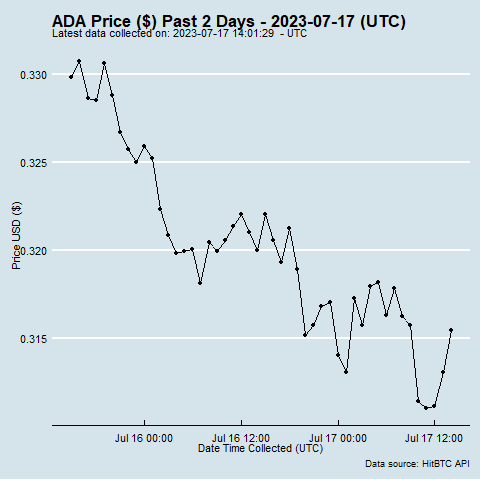 ADA Price ($) Past 2 Days - 2023-07-17 (UTC)
Latest data collected on: 2023-07-17 14:01:29 - UTC
0.330
0.325
0.320
0.315
Price USD ($)
Jul 16 00:00 Jul 16 12:00 Jul 17 00:00 Jul 17 12:00
Date Time Collected (UTC)
Data source: HitBTC API